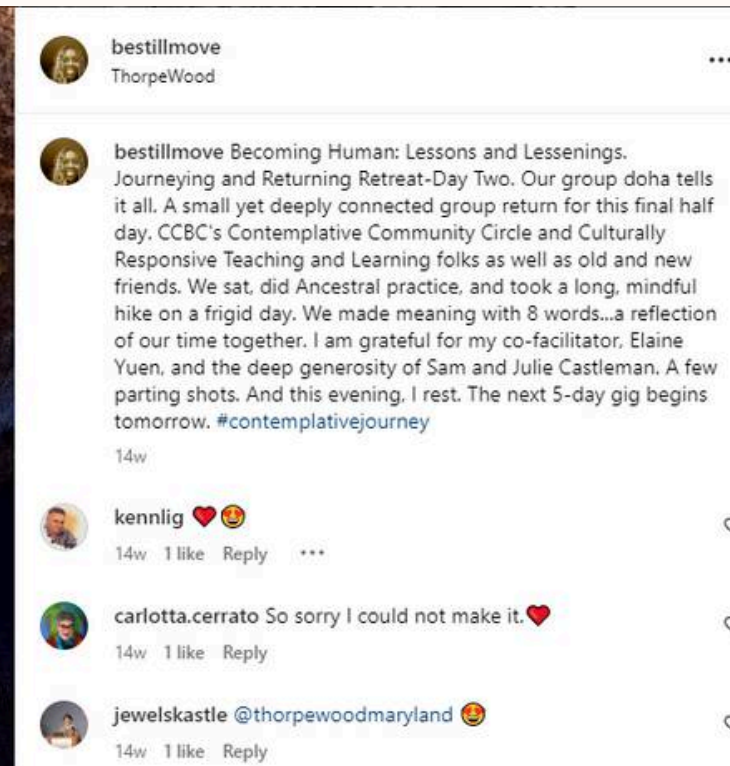 bestillmove
ThorpeWood
bestillmove Becoming Human: Lessons and Lessenings.
Journeying and Returning Retreat-Day Two. Our group doha tells
it all. A small yet deeply connected group return for this final half
day. CCBC's Contemplative Community Circle and Culturally
Responsive Teaching and Learning folks as well as old and new
friends. We sat, did Ancestral practice, and took a long, mindful
hike on a frigid day. We made meaning with 8 words...a reflection
of our time together. I am grateful for my co-facilitator, Elaine
Yuen, and the deep generosity of Sam and Julie Castleman. A few
parting shots. And this evening, I rest. The next 5-day gig begins
tomorrow. #contemplativejourney
14w
kennlig ❤️🤩
14w 1 like Reply ...
carlotta.cerrato So sorry I could not make it.❤️
14w 1 like Reply
jewelskastle @thorpewoodmaryland 🤩
14w 1 like Reply